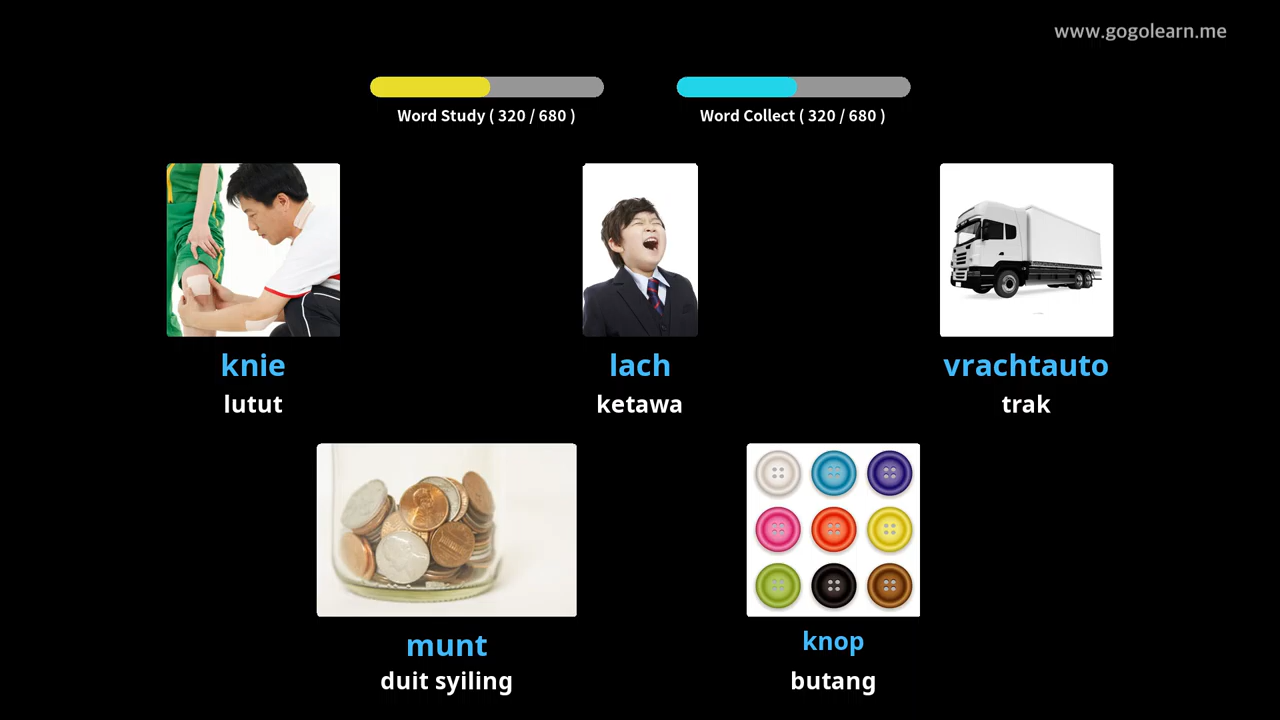 www.gogolearn.me
Word Study ( 320 / 680 )
Word Collect ( 320 / 680 )
knie
lutut
lach
ketawa
vrachtauto
trak
munt
duit syiling
knop
butang